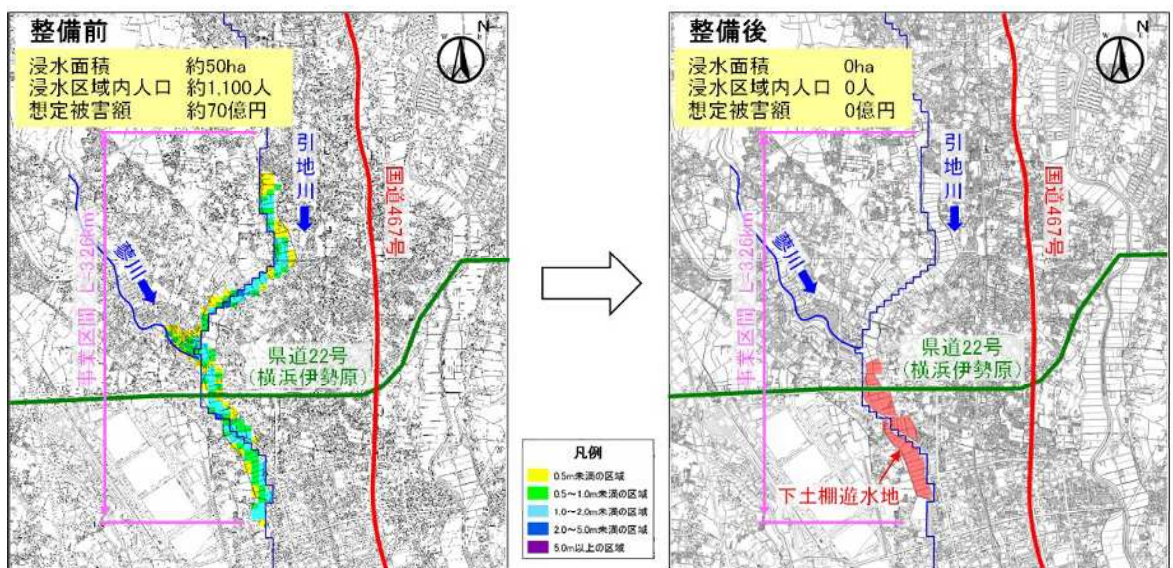 整備前
浸水面積 約50ha
浸水区域内人口 約1,100人
想定被害額 約70億円
N
W
E
S
引地川
国道467号
蓼川
事業区間 L=3.26km
県道22号
(横浜伊勢原)
凡例
0.5m未満の区域
0.5~1.0m未満の区域
1.0~2.0m未満の区域
2.0~5.0m未満の区域
5.0m以上の区域
整備後
浸水面積 0ha
浸水区域内人口 0人
想定被害額 0億円
N
W
E
S
引地川
国道467号
蓼川
事業区間 L=3.26km
県道22号
(横浜伊勢原)
下土棚遊水地